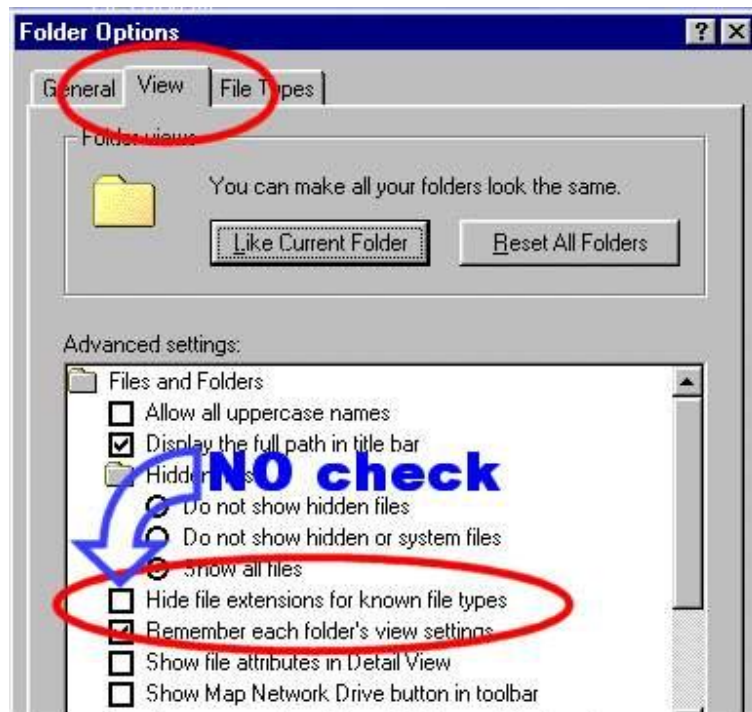 Folder Options
General View File Types
Folder views
You can make all your folders look the same.
Like Current Folder Reset All Folders
Advanced settings:
Files and Folders
Allow all uppercase names
Display the full path in title bar
NO check
Hidden files
Do not show hidden files
Do not show hidden or system files
Show all files
Hide file extensions for known file types
Remember each folder's view settings
Show file attributes in Detail View
Show Map Network Drive button in toolbar